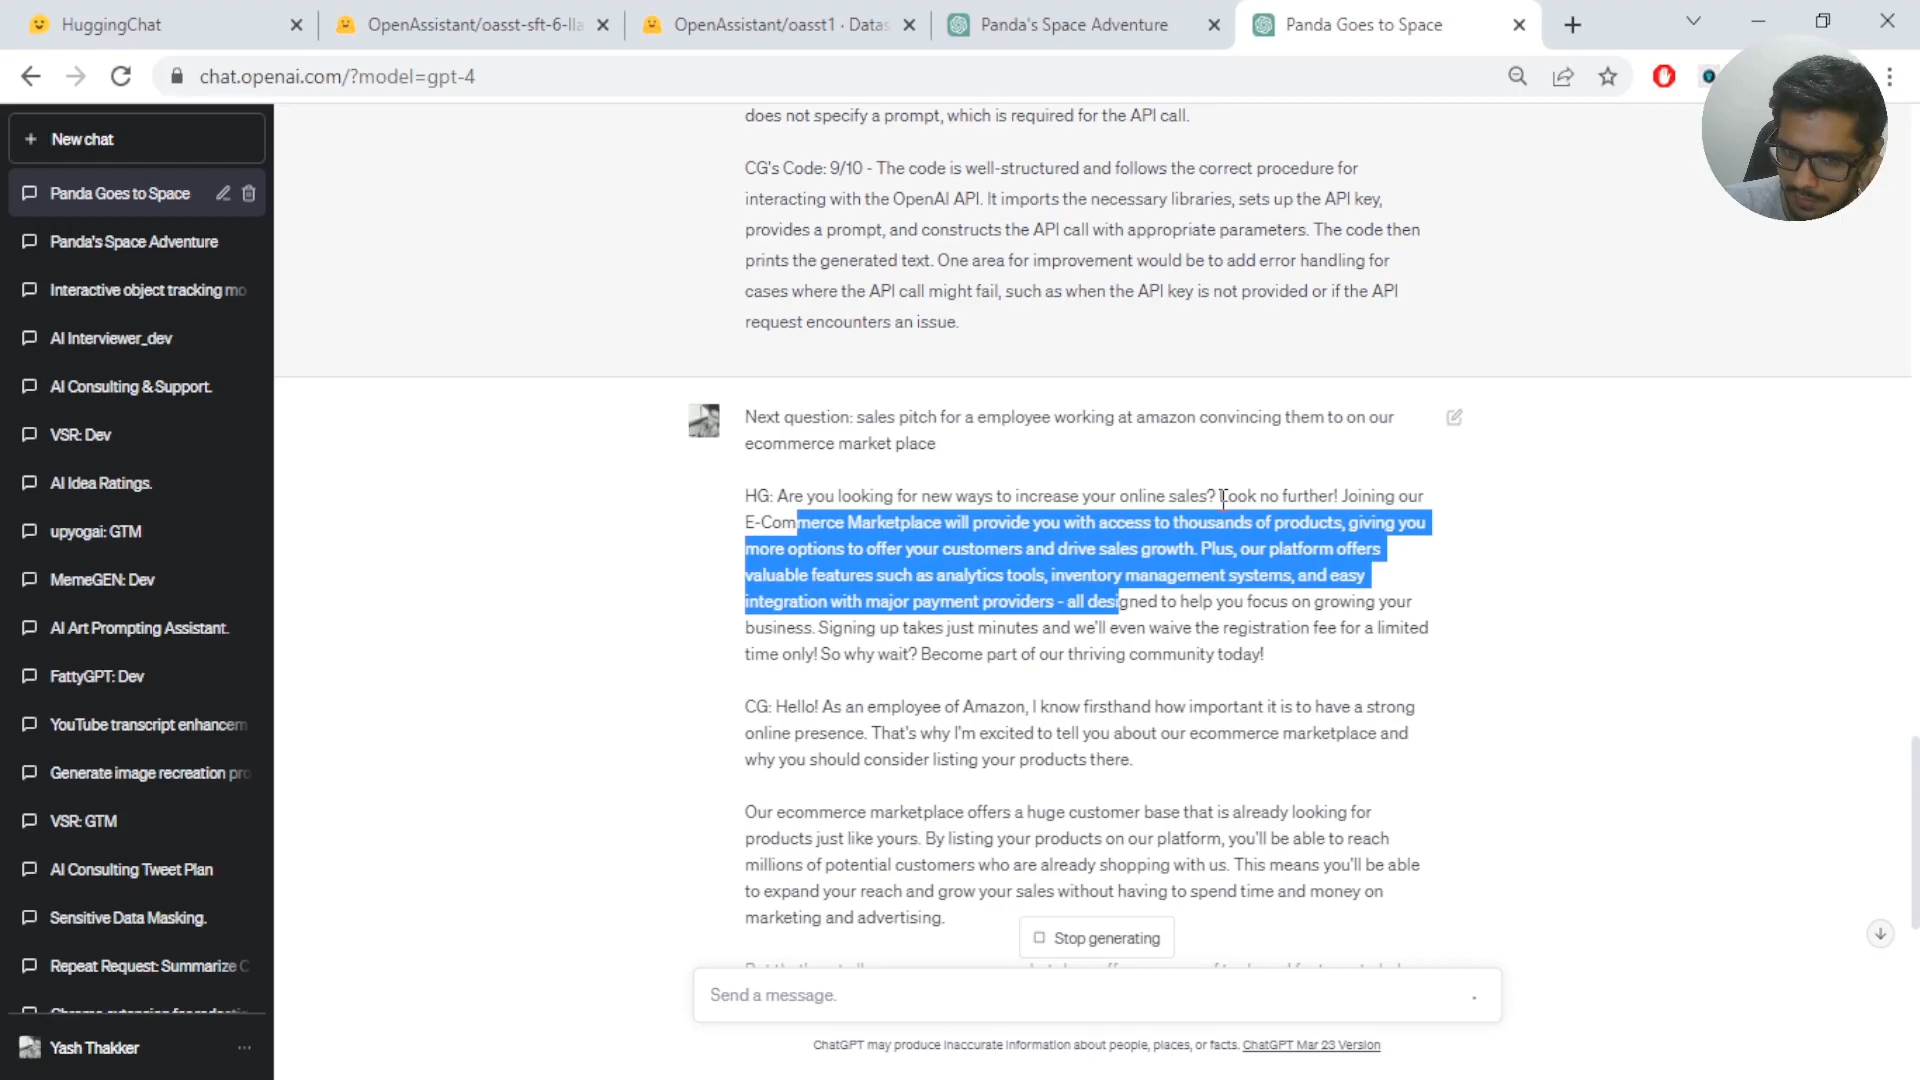 HuggingChat
OpenAssistant/oasst-sft-6-lla
OpenAssistant/oasst1 · Datas
Panda's Space Adventure
Panda Goes to Space
chat.openai.com/?model=gpt-4
New chat
Panda Goes to Space
Panda's Space Adventure
Interactive object tracking mo
AI Interviewer_dev
AI Consulting & Support.
VSR: Dev
AI Idea Ratings.
upyogai: GTM
MemeGEN: Dev
AI Art Prompting Assistant.
FattyGPT: Dev
YouTube transcript enhancem
Generate image recreation pro
VSR: GTM
AI Consulting Tweet Plan
Sensitive Data Masking.
Repeat Request: Summarize C
Yash Thakker
does not specify a prompt, which is required for the API call.
CG's Code: 9/10 - The code is well-structured and follows the correct procedure for
interacting with the OpenAI API. It imports the necessary libraries, sets up the API key,
provides a prompt, and constructs the API call with appropriate parameters. The code then
prints the generated text. One area for improvement would be to add error handling for
cases where the API call might fail, such as when the API key is not provided or if the API
request encounters an issue.
Next question: sales pitch for a employee working at amazon convincing them to on our
ecommerce market place
HG: Are you looking for new ways to increase your online sales? Look no further! Joining our
E-Commerce Marketplace will provide you with access to thousands of products, giving you
more options to offer your customers and drive sales growth. Plus, our platform offers
valuable features such as analytics tools, inventory management systems, and easy
integration with major payment providers - all designed to help you focus on growing your
business. Signing up takes just minutes and we'll even waive the registration fee for a limited
time only! So why wait? Become part of our thriving community today!
CG: Hello! As an employee of Amazon, I know firsthand how important it is to have a strong
online presence. That's why I'm excited to tell you about our ecommerce marketplace and
why you should consider listing your products there.
Our ecommerce marketplace offers a huge customer base that is already looking for
products just like yours. By listing your products on our platform, you'll be able to reach
millions of potential customers who are already shopping with us. This means you'll be able
to expand your reach and grow your sales without having to spend time and money on
marketing and advertising.
Stop generating
Send a message.
ChatGPT may produce inaccurate information about people, places, or facts. ChatGPT Mar 23 Version